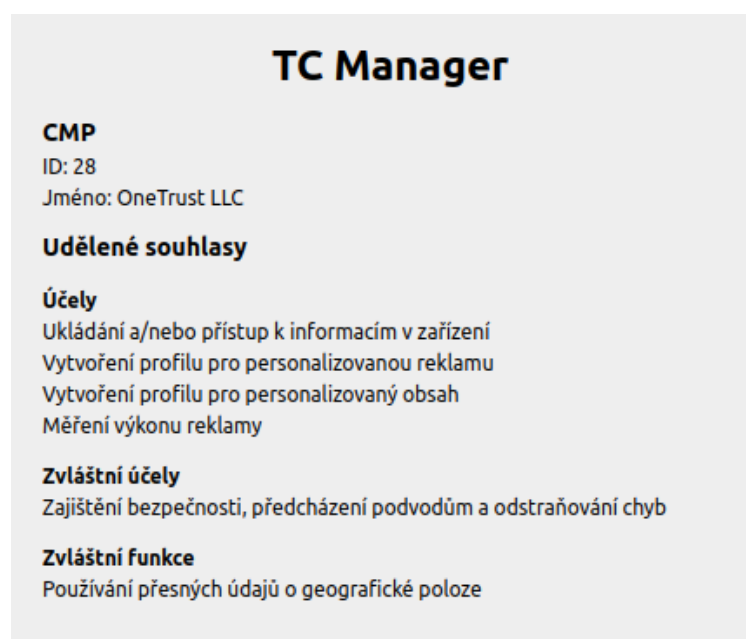 TC Manager
CMP
ID: 28
Jméno: OneTrust LLC
Udělené souhlasy
Účely
Ukládání a/nebo přístup k informacím v zařízení
Vytvoření profilu pro personalizovanou reklamu
Vytvoření profilu pro personalizovaný obsah
Měření výkonu reklamy
Zvláštní účely
Zajištění bezpečnosti, předcházení podvodům a odstraňování chyb
Zvláštní funkce
Používání přesných údajů o geografické poloze